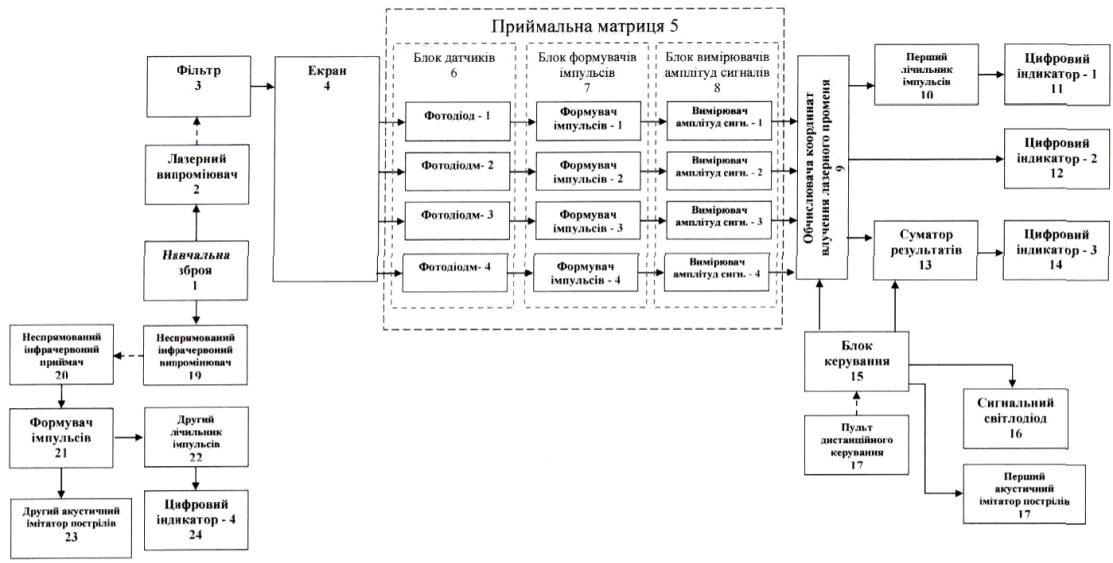 Приймальна матриця 5
Блок датчиків
6
Блок формувачів
імпульсів
7
Блок вимірювачів
амплітуд сигналів
8
Фільтр
3
Екран
4
Лазерний
випроміювач
2
Навчальна
зброя
1
Фотодіод - 1
Формувач
імпульсів - 1
Вимірювач
амплітуд сигн. - 1
Фотодіодм- 2
Формувач
імпульсів - 2
Вимірювач
амплітуд сигн. - 2
Фотодіодм- 3
Формувач
імпульсів - 3
Вимірювач
амплітуд сигн. - 3
Фотодіодм- 4
Формувач
імпульсів - 4
Вимірювач
амплітуд сигн. - 4
Обчислювача координат
влучення лазерного променя
9
Перший
лічильник
імпульсів
10
Цифровий
індикатор - 1
11
Цифровий
індикатор - 2
12
Суматор
результатів
13
Цифровий
індикатор - 3
14
Блок
керування
15
Сигнальний
світлодіод
16
Пульт
дистанційного
керування
17
Перший
акустичний
імітатор пострілів
17
Неспрямований
інфрачервоний
приймач
20
Неспрямований
інфрачервоний
випромінювач
19
Формувач
імпульсів
21
Другий
лічильник
імпульсів
22
Другий акустичний
імітатор пострілів
23
Цифровий
індикатор - 4
24